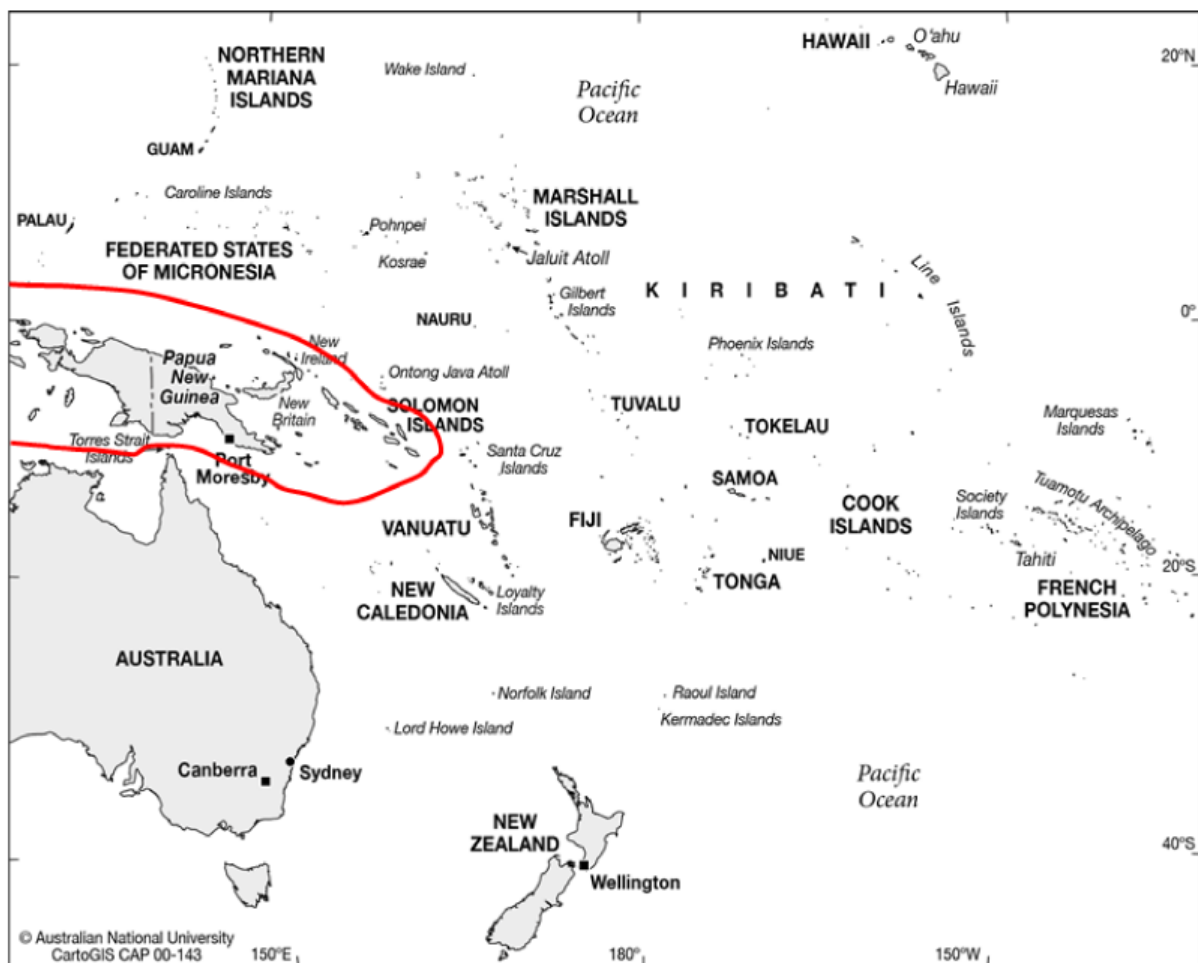 NORTHERN
MARIANA
ISLANDS
Wake Island
Pacific
Ocean
HAWAII
O'ahu
Hawaii
20°N
GUAM
Caroline Islands
PALAU
FEDERATED STATES
OF MICRONESIA
Pohnpei
Kosrae
MARSHALL
ISLANDS
Jaluit Atoll
Gilbert
Islands
KIRIBATI
Line Islands
NAURU
0°
Phoenix Islands
Papua
New
Guinea
New
Ireland
New
Britain
Ontong Java Atoll
SOLOMON
ISLANDS
TUVALU
TOKELAU
Marquesas
Islands
Torres Strait
Islands
Port
Moresby
Santa Cruz
Islands
SAMOA
COOK
ISLANDS
Society
Islands
Tuamotu Archipelago
VANUATU
FIJI
NIUE
Tahiti
TONGA
20°S
NEW
CALEDONIA
Loyalty
Islands
FRENCH
POLYNESIA
AUSTRALIA
Norfolk Island
Raoul Island
Lord Howe Island
Kermadec Islands
Canberra
Sydney
Pacific
Ocean
NEW
ZEALAND
Wellington
40°S
© Australian National University
CartoGIS CAP 00-143
150°E
180°
150°W